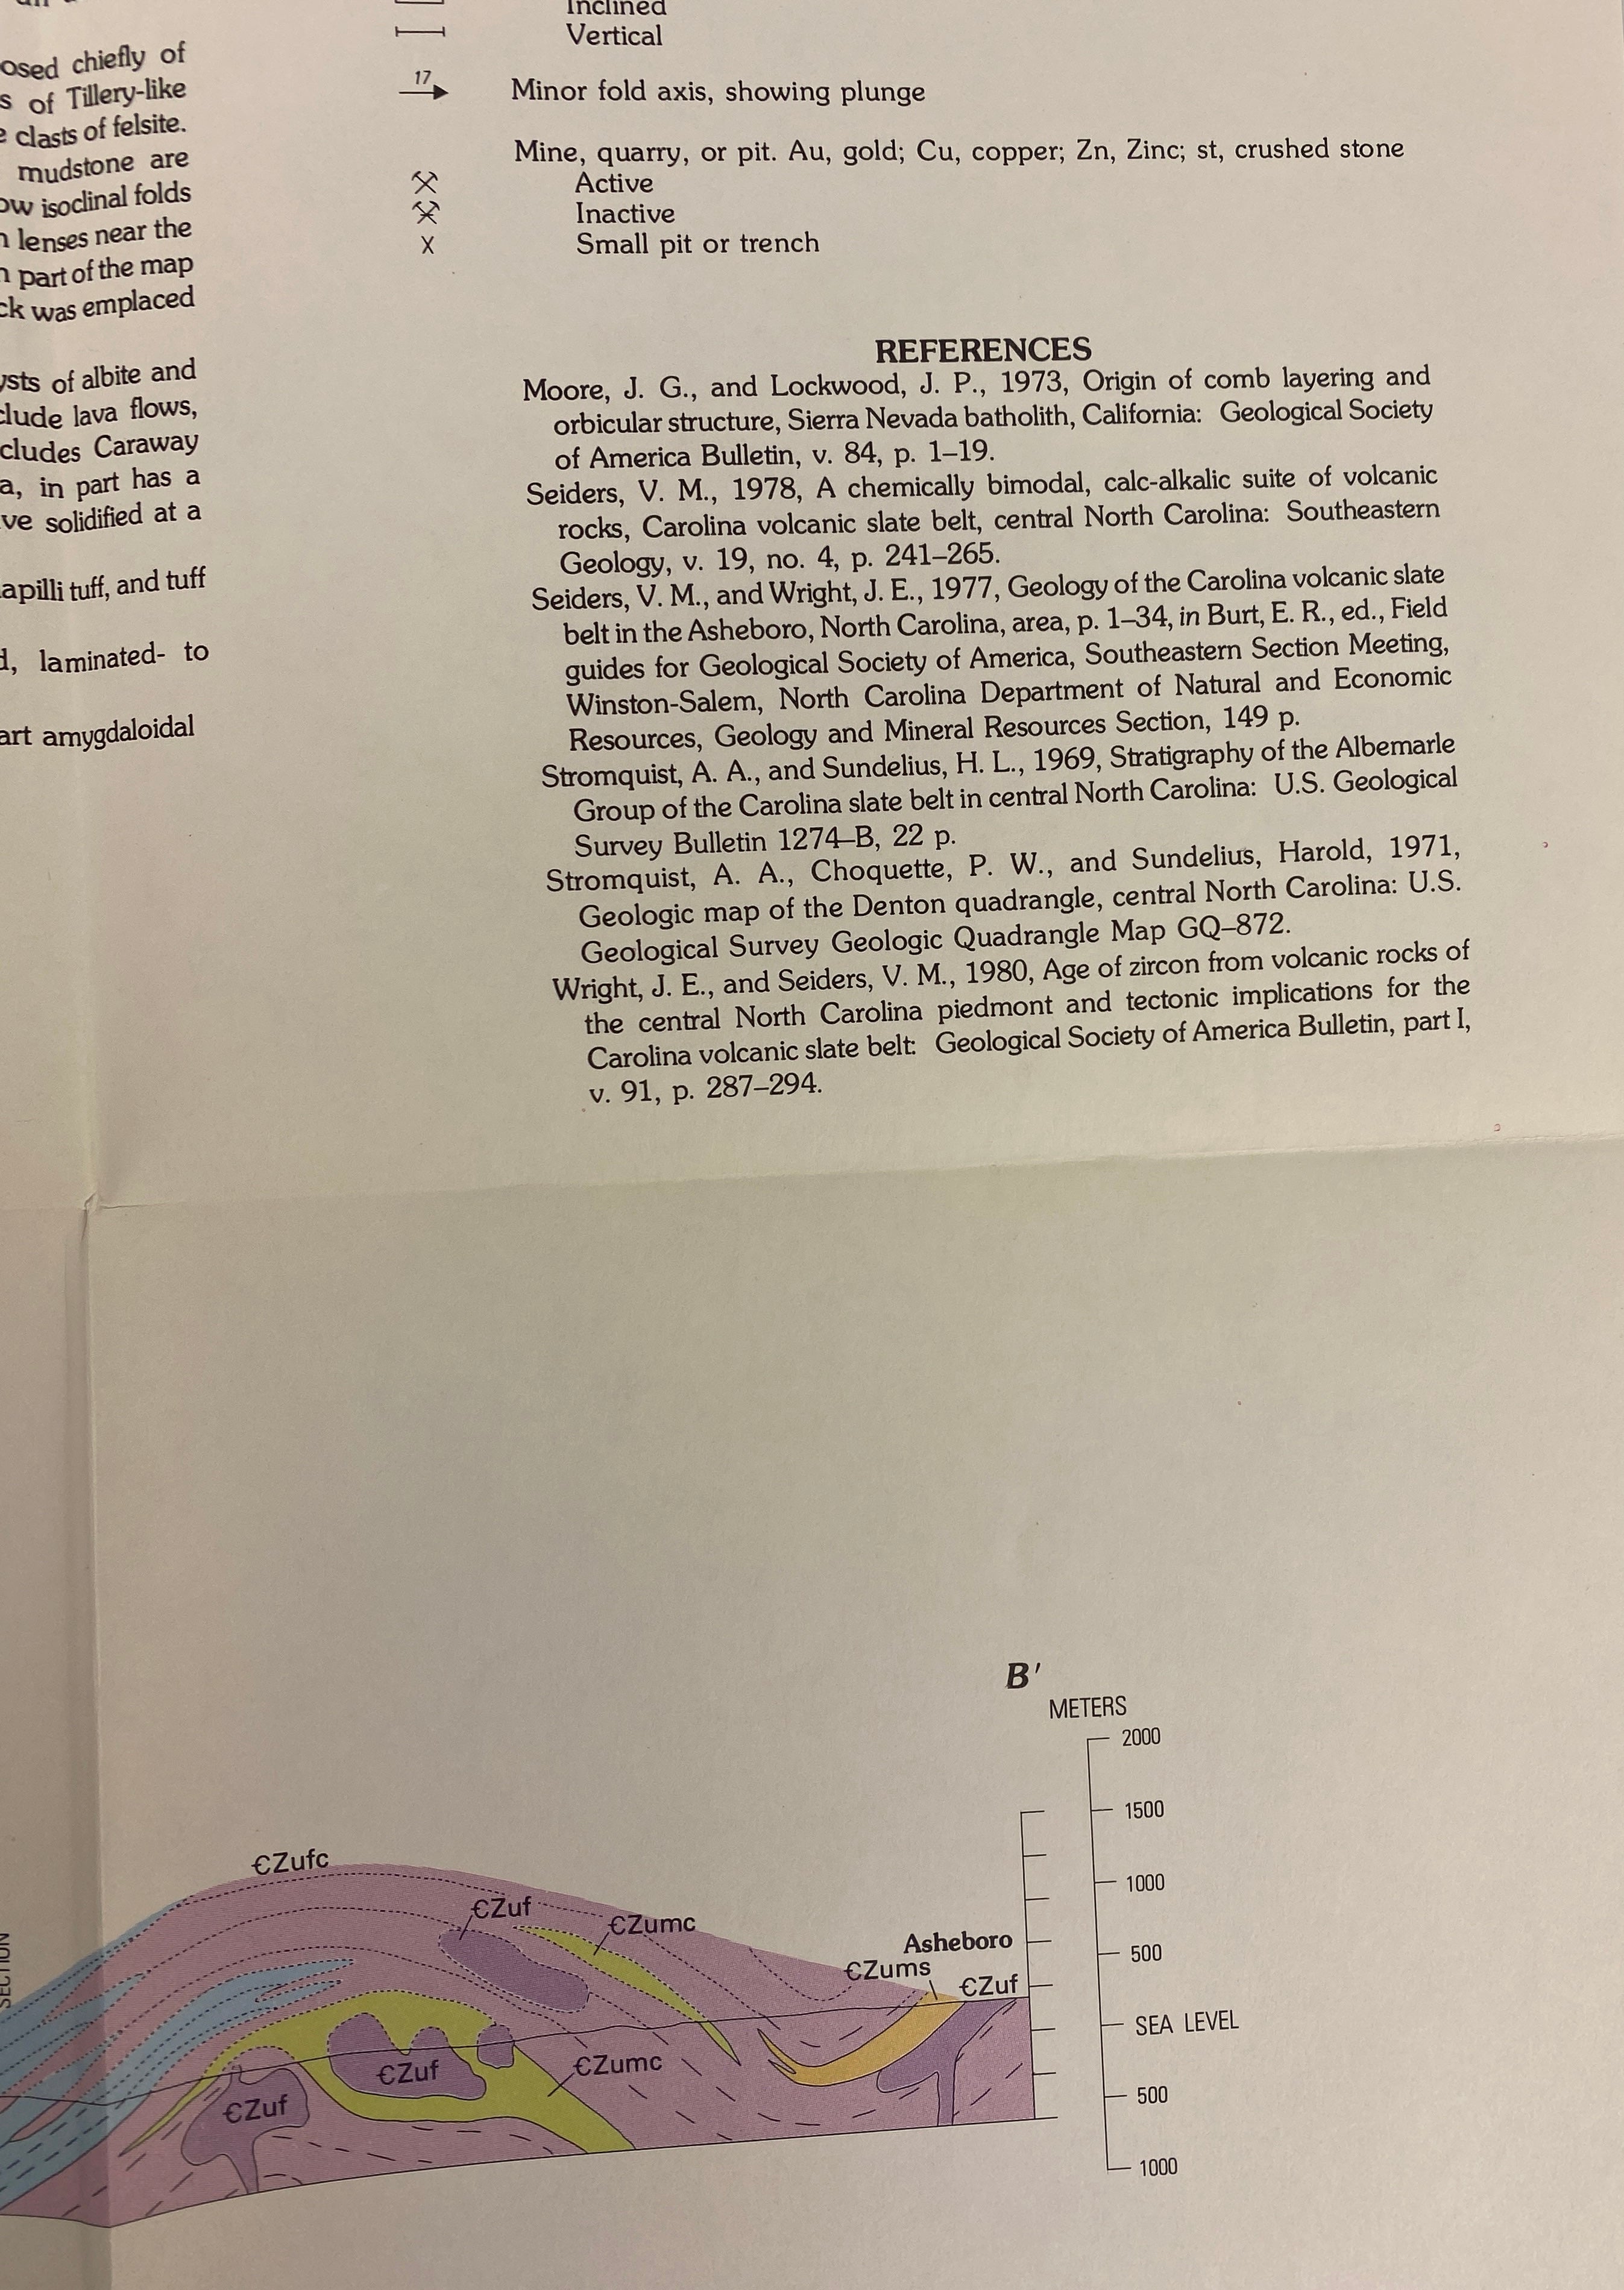 osed chiefly of
s of Tillery-like
clasts of felsite.
mudstone are
ow isoclinal folds
lenses near the
part of the map
ck was emplaced
ysts of albite and
clude lava flows,
cludes Caraway
a, in part has a
ve solidified at a
apilli tuff, and tuff
d, laminated- to
art amygdaloidal
Inclined
Vertical
17
Minor fold axis, showing plunge
Mine, quarry, or pit. Au, gold; Cu, copper; Zn, Zinc; st, crushed stone
Active
Inactive
X Small pit or trench
REFERENCES
Moore, J. G., and Lockwood, J. P., 1973, Origin of comb layering and
orbicular structure, Sierra Nevada batholith, California: Geological Society
of America Bulletin, v. 84, p. 1–19.
Seiders, V. M., 1978, A chemically bimodal, calc-alkalic suite of volcanic
rocks, Carolina volcanic slate belt, central North Carolina: Southeastern
Geology, v. 19, no. 4, p. 241–265.
Seiders, V. M., and Wright, J. E., 1977, Geology of the Carolina volcanic slate
belt in the Asheboro, North Carolina, area, p. 1–34, in Burt, E. R., ed., Field
guides for Geological Society of America, Southeastern Section Meeting,
Winston-Salem, North Carolina Department of Natural and Economic
Resources, Geology and Mineral Resources Section, 149 p.
Stromquist, A. A., and Sundelius, H. L., 1969, Stratigraphy of the Albemarle
Group of the Carolina slate belt in central North Carolina: U.S. Geological
Survey Bulletin 1274–B, 22 p.
Stromquist, A. A., Choquette, P. W., and Sundelius, Harold, 1971,
Geologic map of the Denton quadrangle, central North Carolina: U.S.
Geological Survey Geologic Quadrangle Map GQ–872.
Wright, J. E., and Seiders, V. M., 1980, Age of zircon from volcanic rocks of
the central North Carolina piedmont and tectonic implications for the
Carolina volcanic slate belt: Geological Society of America Bulletin, part I,
v. 91, p. 287–294.
B′
METERS
2000
1500
1000
500
SEA LEVEL
500
1000
SECTION
ЄZufc
ЄZuf
ЄZumc
Asheboro
ЄZums
ЄZuf
ЄZuf
ЄZumc
ЄZuf